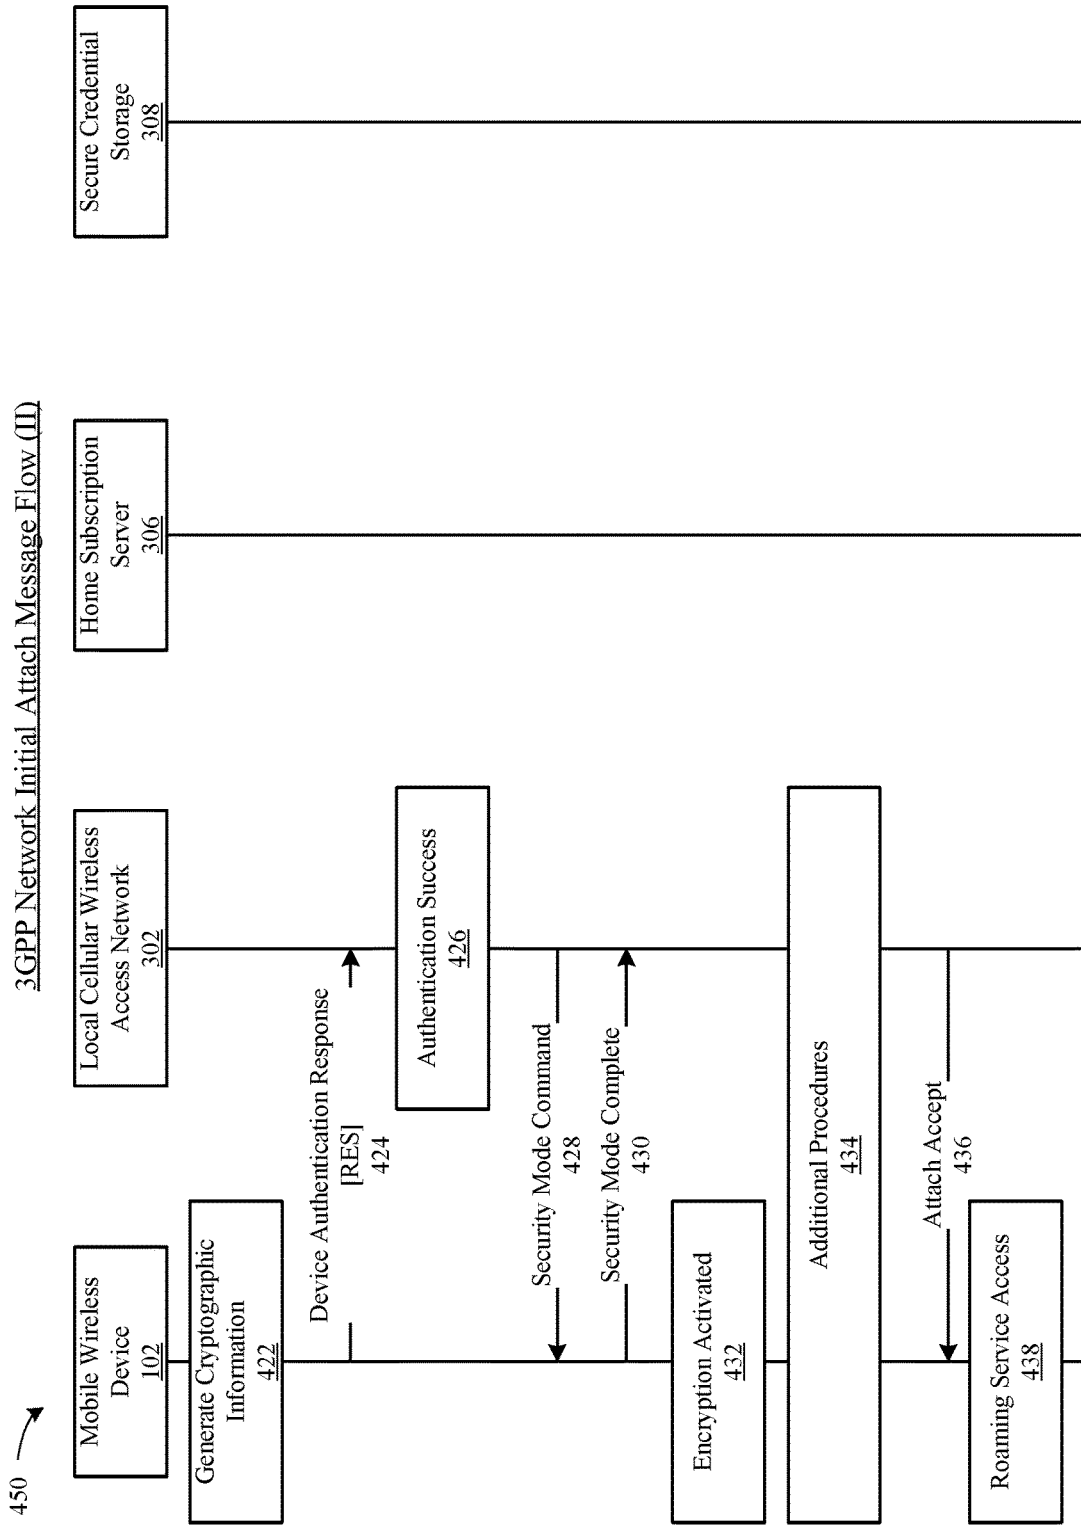 450
3GPP Network Initial Attach Message Flow (II)
Mobile Wireless
Device
102
Local Cellular Wireless
Access Network
302
Home Subscription
Server
306
Secure Credential
Storage
308
Generate Cryptographic
Information
422
Device Authentication Response
[RES]
424
Authentication Success
426
Security Mode Command
428
Security Mode Complete
430
Encryption Activated
432
Additional Procedures
434
Attach Accept
436
Roaming Service Access
438